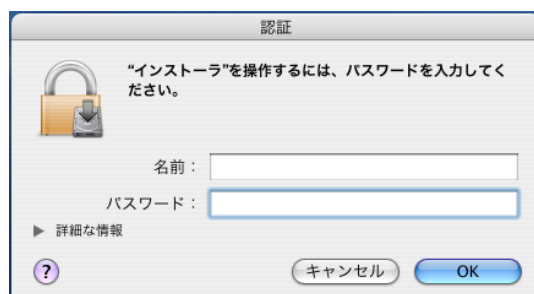 認証
“インストーラ”を操作するには、パスワードを入力してく
ださい。
名前：
パスワード：
詳細な情報
?
キャンセル
OK